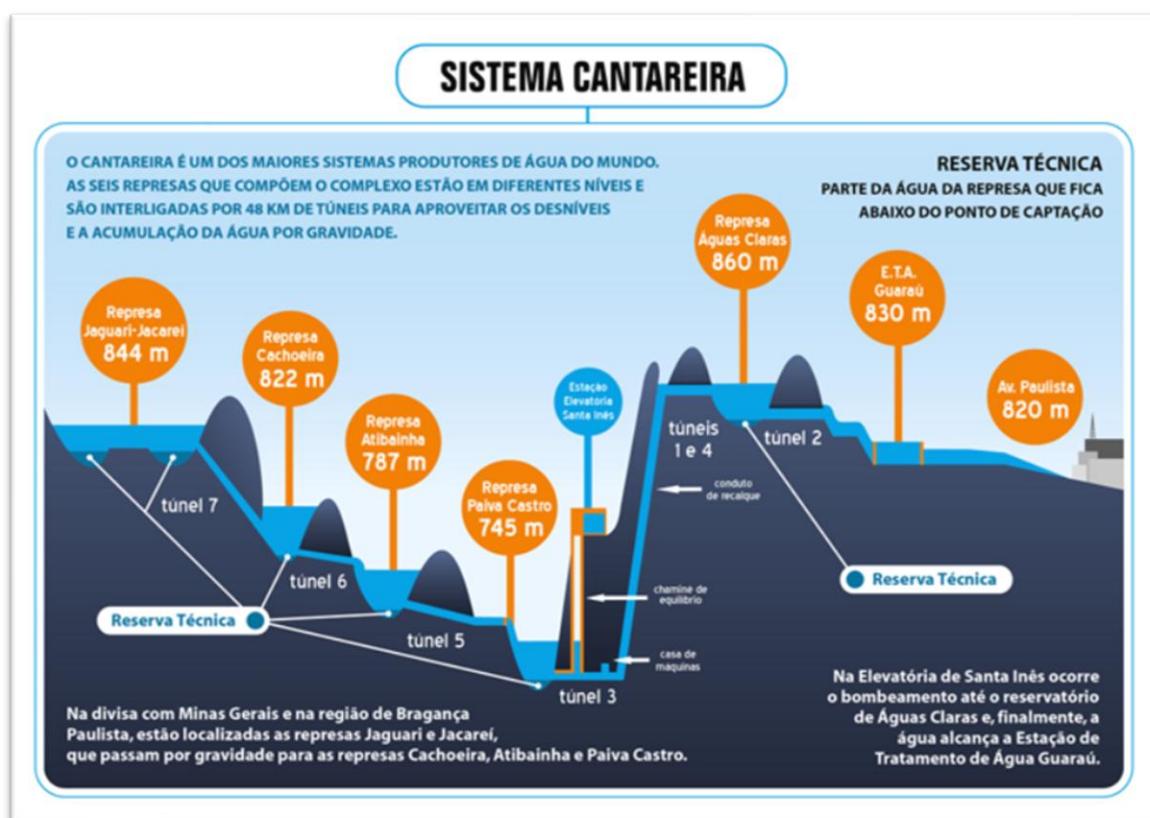 SISTEMA CANTAREIRA
O CANTAREIRA É UM DOS MAIORES SISTEMAS PRODUTORES DE ÁGUA DO MUNDO.
AS SEIS REPRESAS QUE COMPÕEM O COMPLEXO ESTÃO EM DIFERENTES NÍVEIS E
SÃO INTERLIGADAS POR 48 KM DE TÚNEIS PARA APROVEITAR OS DESNÍVEIS
E A ACUMULAÇÃO DA ÁGUA POR GRAVIDADE.
RESERVA TÉCNICA
PARTE DA ÁGUA DA REPRESA QUE FICA
ABAIXO DO PONTO DE CAPTAÇÃO
Represa
Jaguari-Jacareí
844 m
Represa
Cachoeira
822 m
Represa
Atibainha
787 m
Represa
Paiva Castro
745 m
Estação
Elevatória
Santa Inês
Represa
Águas Claras
860 m
E.T.A.
Guaraú
830 m
Av. Paulista
820 m
túnel 7
túnel 6
túnel 5
túnel 3
túneis
1 e 4
túnel 2
conduto
de recalque
chaminé de
equilíbrio
casa de
máquinas
Reserva Técnica
Reserva Técnica
Na divisa com Minas Gerais e na região de Bragança
Paulista, estão localizadas as represas Jaguari e Jacareí,
que passam por gravidade para as represas Cachoeira, Atibainha e Paiva Castro.
Na Elevatória de Santa Inês ocorre
o bombeamento até o reservatório
de Águas Claras e, finalmente, a
água alcança a Estação de
Tratamento de Água Guaraú.